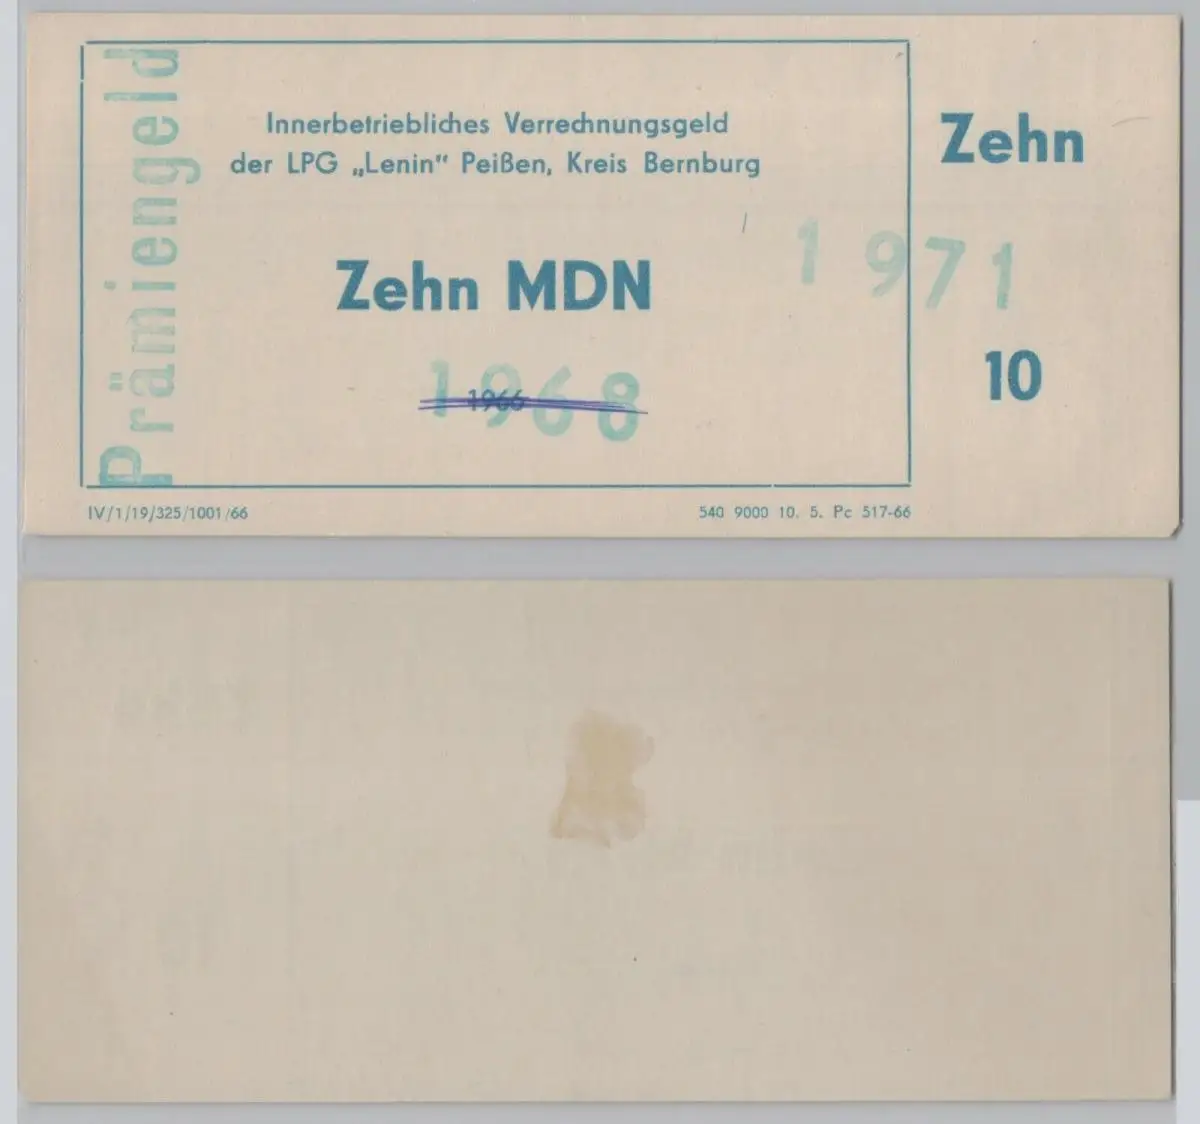 Prämiengeld
Innerbetriebliches Verrechnungsgeld
der LPG „Lenin“ Peißen, Kreis Bernburg
Zehn MDN
1968
1966
Zehn
1971
10
IV/1/19/325/1001/66
540 9000 10. 5. Pc 517-66